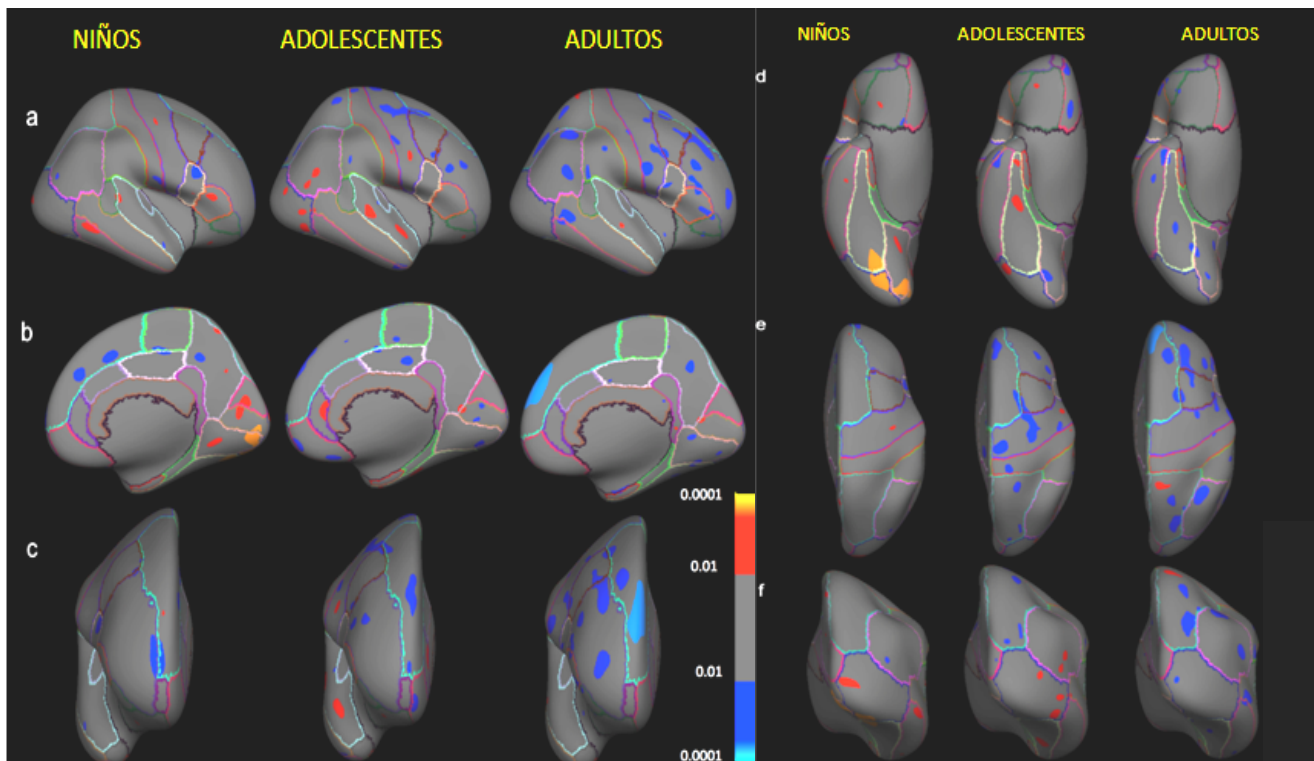 NIÑOS ADOLESCENTES ADULTOS
a
b
c
0.0001
0.01
0.01
0.0001
NIÑOS ADOLESCENTES ADULTOS
d
e
f